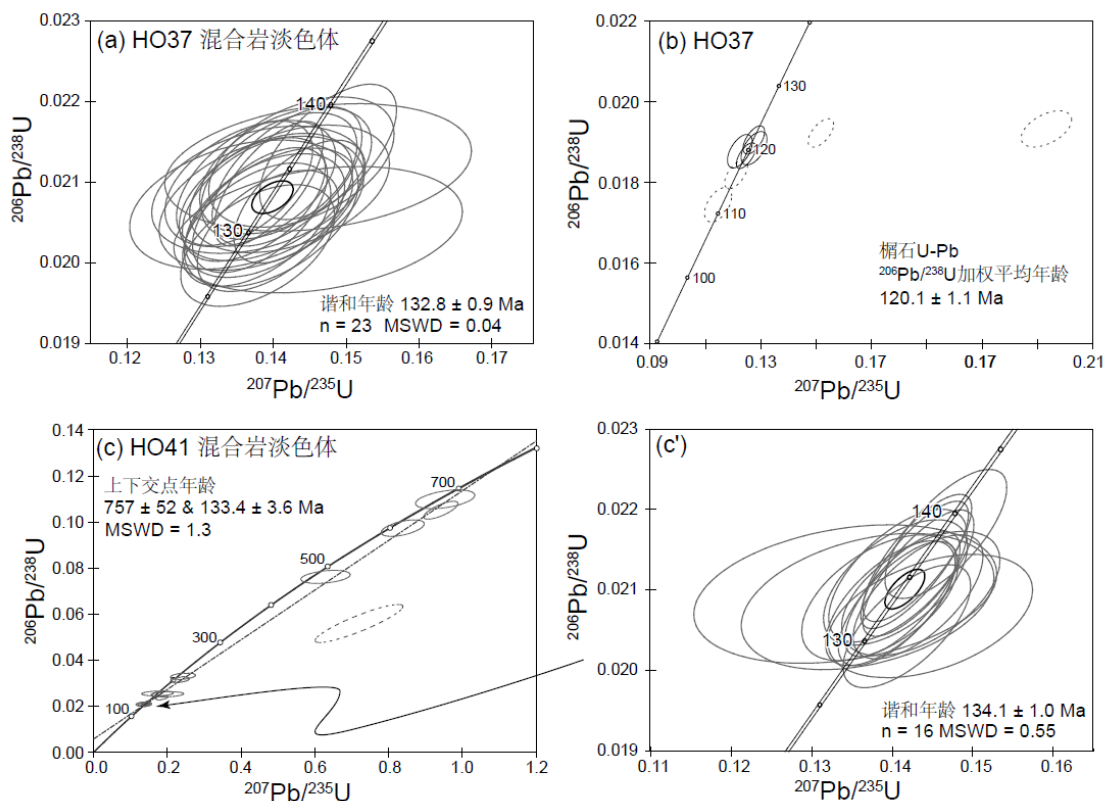 (a) HO37 混合岩淡色体
0.023
0.022
0.021
0.020
0.019
206Pb/238U
140
130
谐和年龄 132.8 ± 0.9 Ma
n = 23 MSWD = 0.04
0.12
0.13
0.14
0.15
0.16
0.17
207Pb/235U
(b) HO37
0.022
0.020
0.018
0.016
0.014
206Pb/238U
130
120
110
100
榍石U-Pb
206Pb/238U加权平均年龄
120.1 ± 1.1 Ma
0.09
0.13
0.17
0.17
0.21
207Pb/235U
(c) HO41 混合岩淡色体
上下交点年龄
757 ± 52 & 133.4 ± 3.6 Ma
MSWD = 1.3
0.14
0.12
0.10
0.08
0.06
0.04
0.02
0.00
206Pb/238U
700
500
300
100
0.0
0.2
0.4
0.6
0.8
1.0
1.2
207Pb/235U
(c')
0.023
0.022
0.021
0.020
0.019
206Pb/238U
140
130
谐和年龄 134.1 ± 1.0 Ma
n = 16 MSWD = 0.55
0.11
0.12
0.13
0.14
0.15
0.16
207Pb/235U